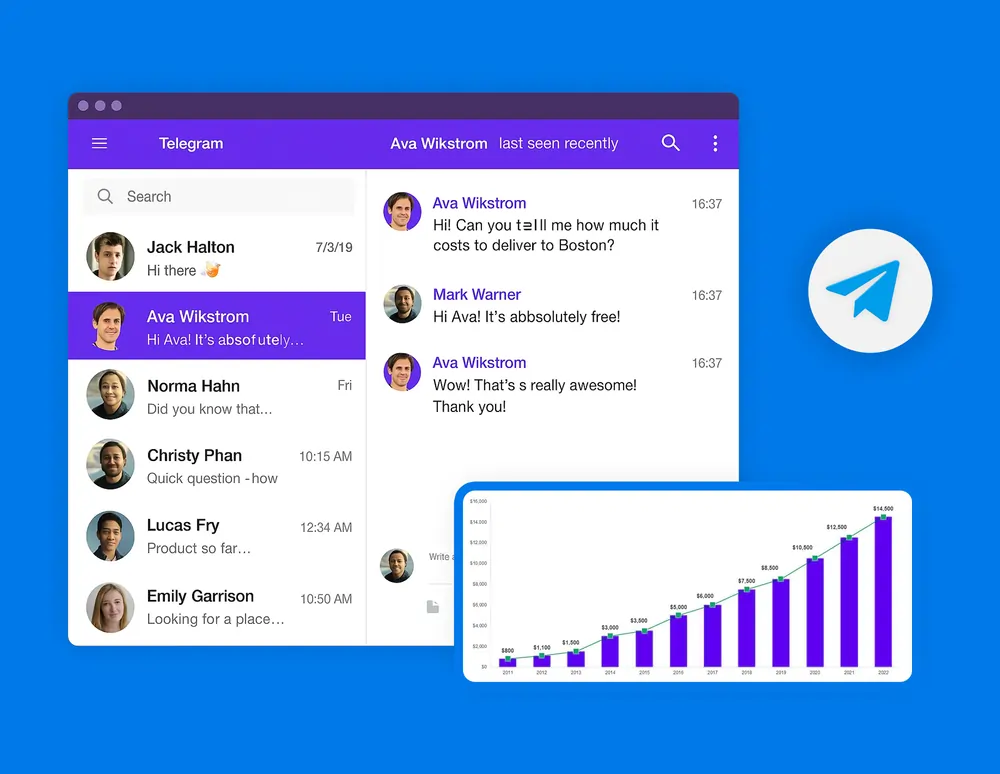 Telegram
Ava Wikstrom last seen recently
Search
Jack Halton 7/3/19
Hi there
Ava Wikstrom Tue
Hi Ava! It's absofutely...
Norma Hahn Fri
Did you know that...
Christy Phan 10:15 AM
Quick question - how
Lucas Fry 12:34 AM
Product so far...
Emily Garrison 10:50 AM
Looking for a place...
Ava Wikstrom 16:37
Hi! Can you tall me how much it
costs to deliver to Boston?
Mark Warner 16:37
Hi Ava! It's abbsolutely free!
Ava Wikstrom 16:37
Wow! That's s really awesome!
Thank you!
Write a
$16,000
$14,000
$12,000
$10,000
$8,000
$6,000
$4,000
$2,000
$0
$800 $1,100 $1,500 $3,000 $3,500 $5,000 $6,000 $7,500 $8,500 $10,500 $12,500 $14,500
2011 2012 2013 2014 2015 2016 2017 2018 2019 2020 2021 2022